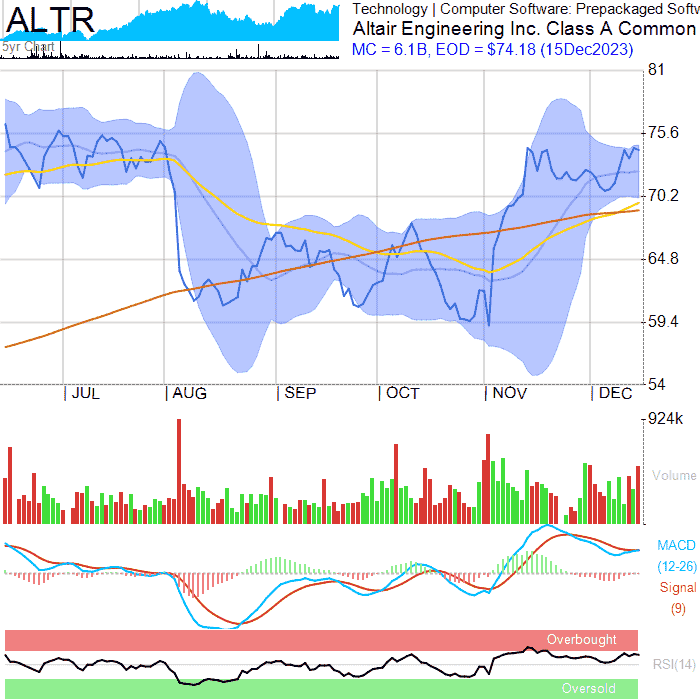 ALTR
5yr Chart
Technology | Computer Software: Prepackaged Softw
Altair Engineering Inc. Class A Common
MC = 6.1B, EOD = $74.18 (15Dec2023)
81
75.6
70.2
64.8
59.4
54
JUL
AUG
SEP
OCT
NOV
DEC
924k
Volume
MACD
(12-26)
Signal
(9)
Overbought
RSI(14)
Oversold